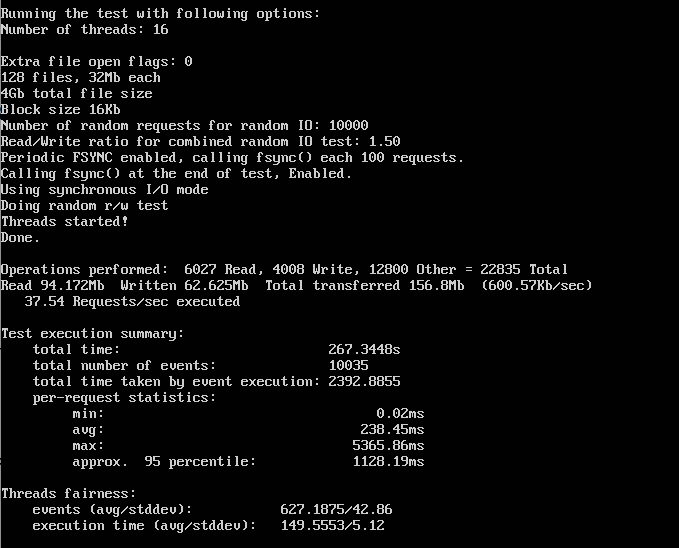 Running the test with following options:
Number of threads: 16
Extra file open flags: 0
128 files, 32Mb each
4Gb total file size
Block size 16Kb
Number of random requests for random IO: 10000
Read/Write ratio for combined random IO test: 1.50
Periodic FSYNC enabled, calling fsync() each 100 requests.
Calling fsync() at the end of test, Enabled.
Using synchronous I/O mode
Doing random r/w test
Threads started!
Done.
Operations performed:  6027 Read, 4008 Write, 12800 Other = 22835 Total
Read 94.172Mb  Written 62.625Mb  Total transferred 156.8Mb  (600.57Kb/sec)
   37.54 Requests/sec executed
Test execution summary:
    total time:                          267.3448s
    total number of events:              10035
    total time taken by event execution: 2392.8855
    per-request statistics:
         min:                                  0.02ms
         avg:                                238.45ms
         max:                               5365.86ms
         approx.  95 percentile:            1128.19ms
Threads fairness:
    events (avg/stddev):           627.1875/42.86
    execution time (avg/stddev):   149.5553/5.12